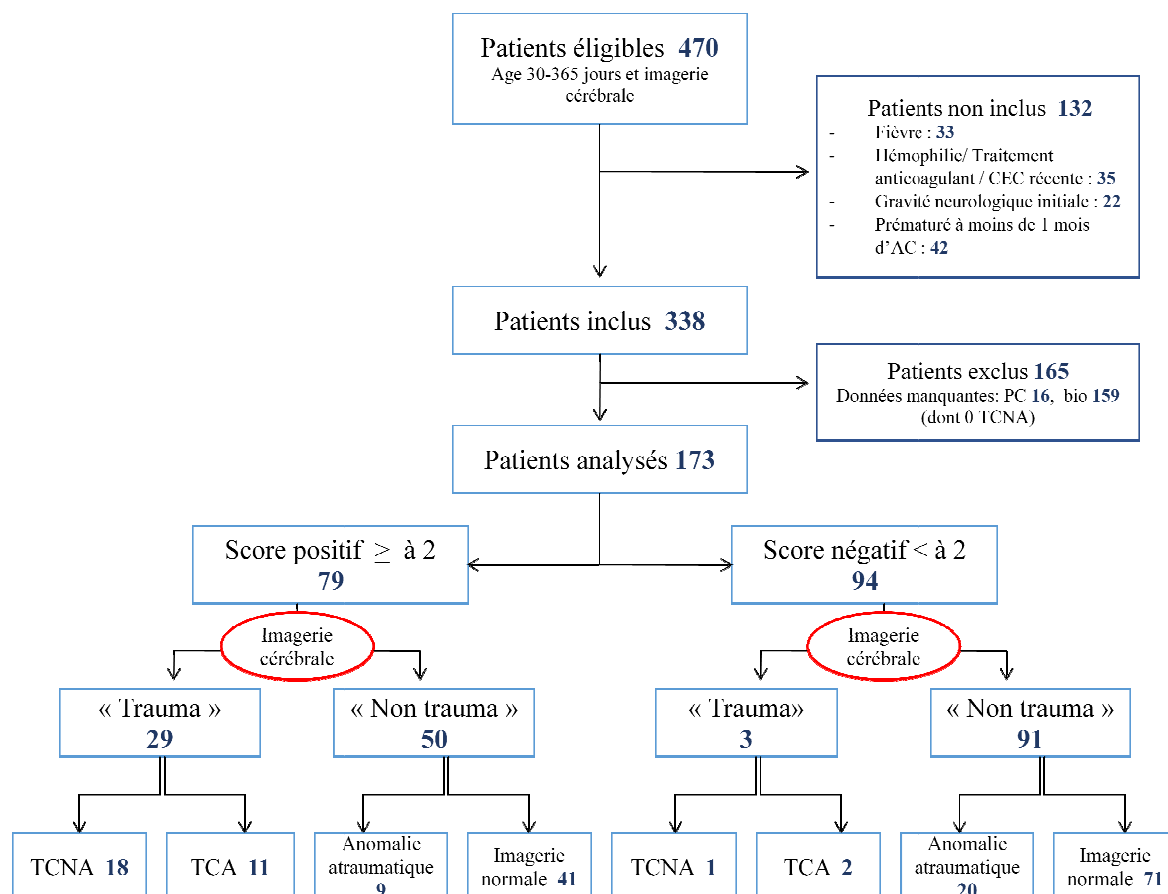 Patients éligibles 470
Age 30-365 jours et imagerie
cérébrale
Patients non inclus 132
- Fièvre : 33
- Hémophilie/ Traitement
anticoagulant / CEC récente : 35
- Gravité neurologique initiale : 22
- Prématuré à moins de 1 mois
d'AC : 42
Patients inclus 338
Patients exclus 165
Données manquantes: PC 16, bio 159
(dont 0 TCNA)
Patients analysés 173
Score positif ≥ à 2
79
Score négatif < à 2
94
Imagerie
cérébrale
Imagerie
cérébrale
« Trauma »
29
« Non trauma »
50
« Trauma»
3
« Non trauma »
91
TCNA 18
TCA 11
Anomalie
atraumatique
9
Imagerie
normale 41
TCNA 1
TCA 2
Anomalie
atraumatique
20
Imagerie
normale 71